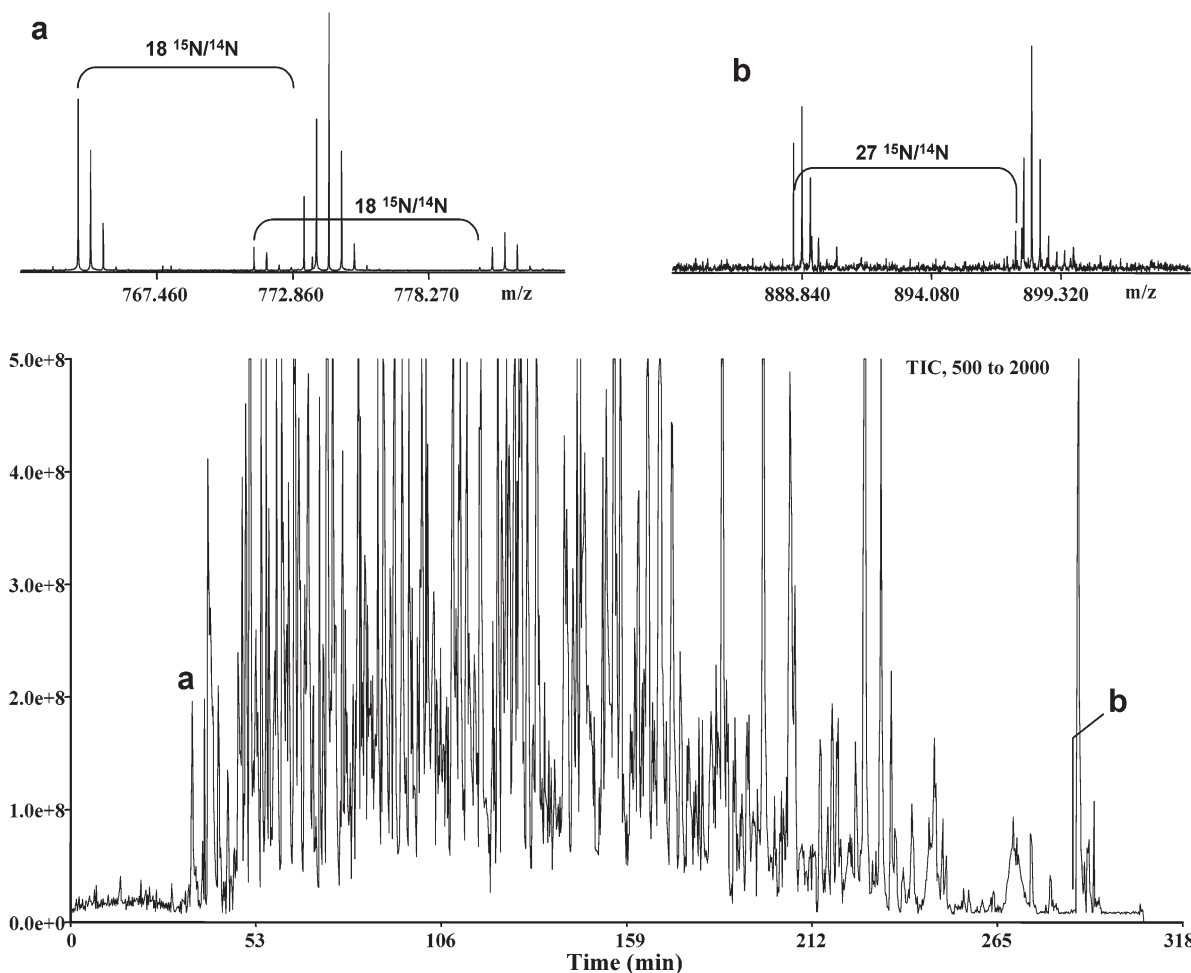 a
18 ¹⁵N/¹⁴N
18 ¹⁵N/¹⁴N
767.460 772.860 778.270 m/z
b
27 ¹⁵N/¹⁴N
888.840 894.080 899.320 m/z
TIC, 500 to 2000
5.0e+8
4.0e+8
3.0e+8
2.0e+8
1.0e+8
0.0e+0
a
b
0 53 106 159 212 265 318
Time (min)